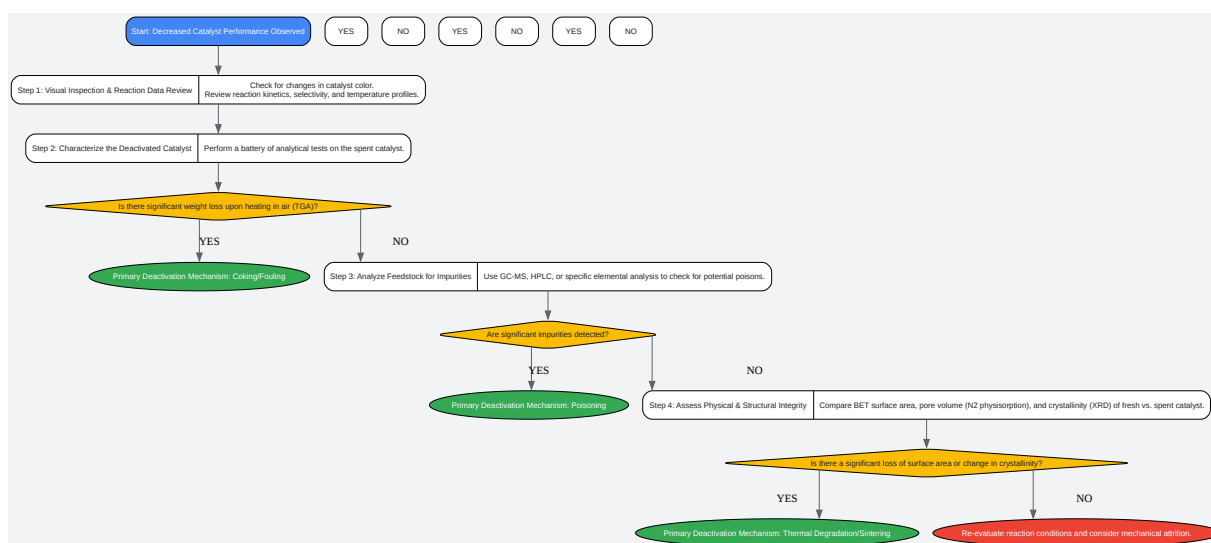 Start: Decreased Catalyst Performance Observed
YES
NO
YES
NO
YES
NO
Step 1: Visual Inspection & Reaction Data Review
Check for changes in catalyst color.
Review reaction kinetics, selectivity, and temperature profiles.
Step 2: Characterize the Deactivated Catalyst
Perform a battery of analytical tests on the spent catalyst.
Is there significant weight loss upon heating in air (TGA)?
YES
NO
Primary Deactivation Mechanism: Coking/Fouling
Step 3: Analyze Feedstock for Impurities
Use GC-MS, HPLC, or specific elemental analysis to check for potential poisons.
Are significant impurities detected?
YES
NO
Primary Deactivation Mechanism: Poisoning
Step 4: Assess Physical & Structural Integrity
Compare BET surface area, pore volume (N2 physisorption), and crystallinity (XRD) of fresh vs. spent catalyst.
Is there a significant loss of surface area or change in crystallinity?
YES
NO
Primary Deactivation Mechanism: Thermal Degradation/Sintering
Re-evaluate reaction conditions and consider mechanical attrition.